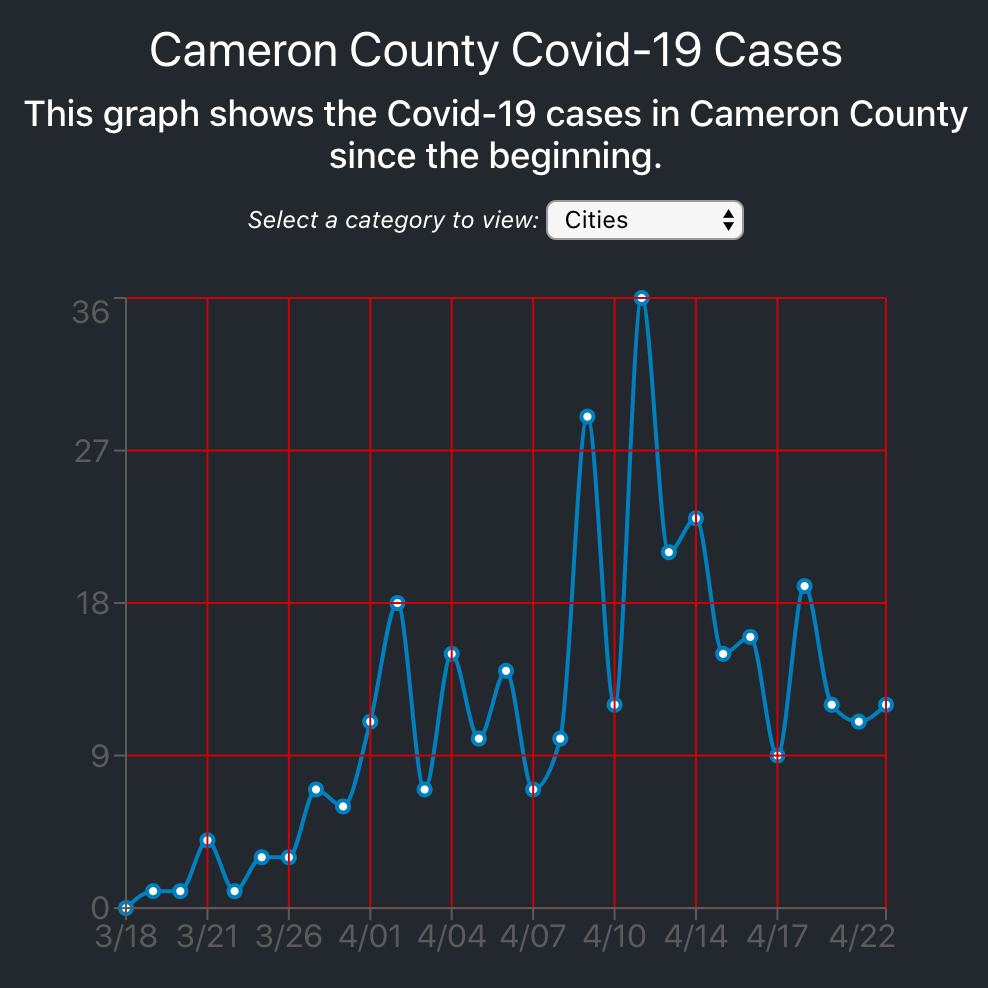 Cameron County Covid-19 Cases
This graph shows the Covid-19 cases in Cameron County
since the beginning.
Select a category to view: Cities
36
27
18
9
0
3/18 3/21 3/26 4/01 4/04 4/07 4/10 4/14 4/17 4/22